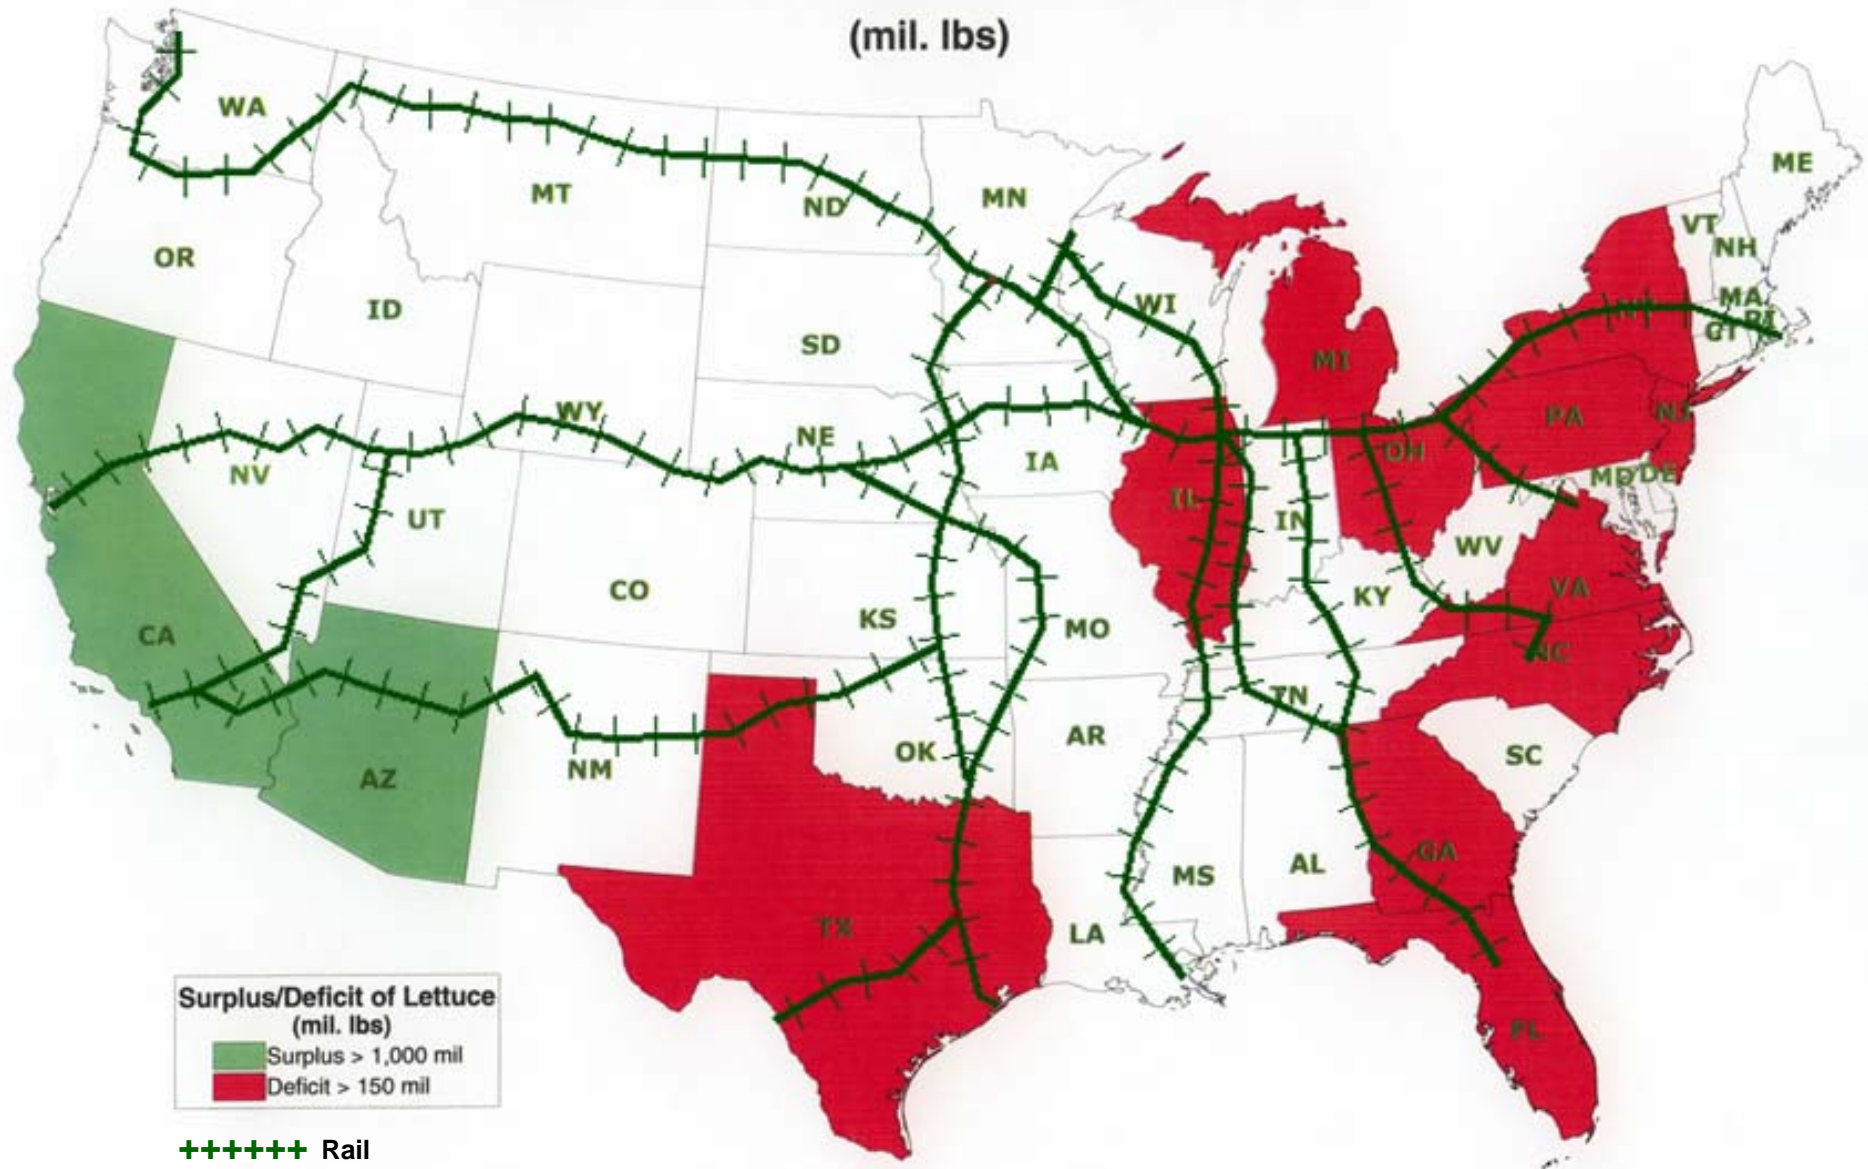 (mil. lbs)
WA
ME
MT
ND
MN
VT
NH
OR
ID
WI
MA
RI
CT
SD
NY
MI
WY
NE
PA
NJ
NV
IA
OH
MD
DE
UT
IL
IN
WV
CO
KS
MO
KY
VA
CA
NC
TN
OK
AR
SC
AZ
NM
MS
AL
GA
TX
LA
FL
Surplus/Deficit of Lettuce
(mil. lbs)
Surplus > 1,000 mil
Deficit > 150 mil
++++++ Rail